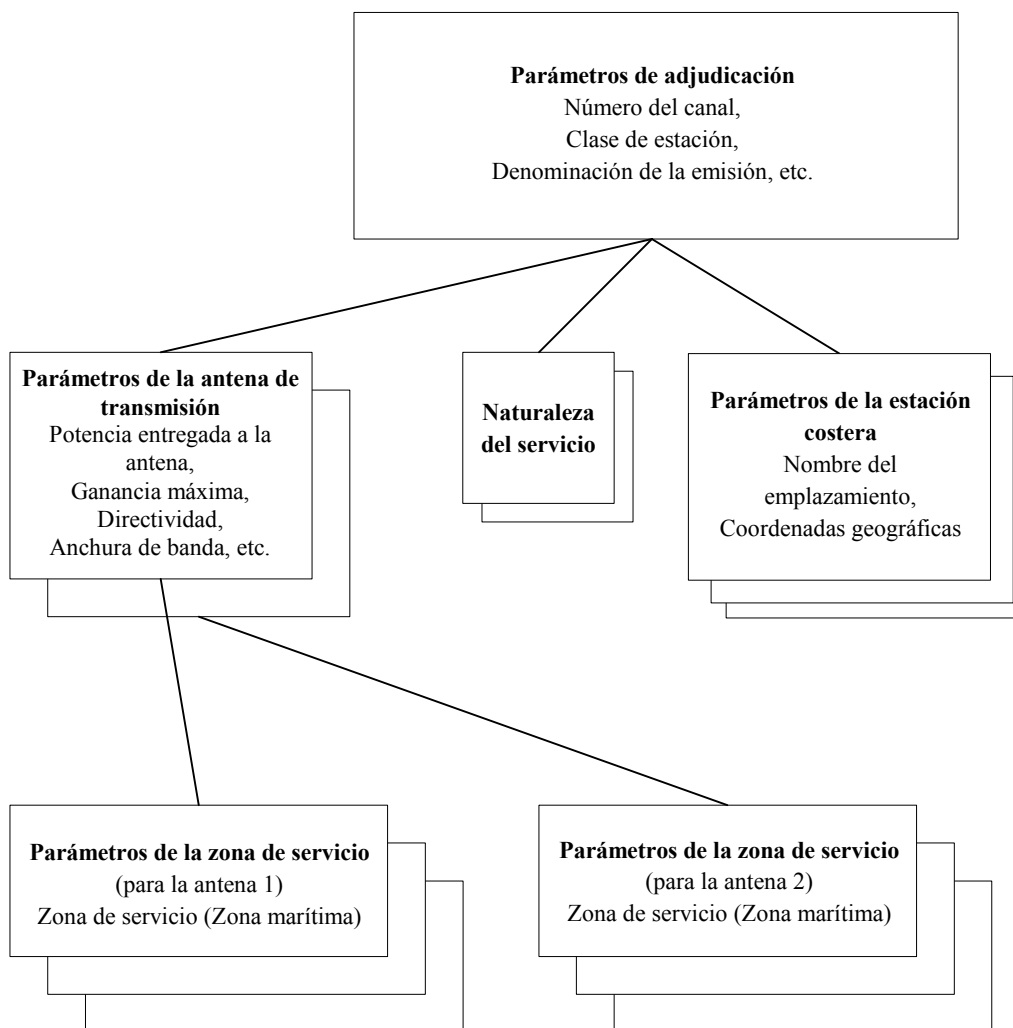 Parámetros de adjudicación
Número del canal,
Clase de estación,
Denominación de la emisión, etc.
Parámetros de la antena de
transmisión
Potencia entregada a la
antena,
Ganancia máxima,
Directividad,
Anchura de banda, etc.
Naturaleza
del servicio
Parámetros de la estación
costera
Nombre del
emplazamiento,
Coordenadas geográficas
Parámetros de la zona de servicio
(para la antena 1)
Zona de servicio (Zona marítima)
Parámetros de la zona de servicio
(para la antena 2)
Zona de servicio (Zona marítima)